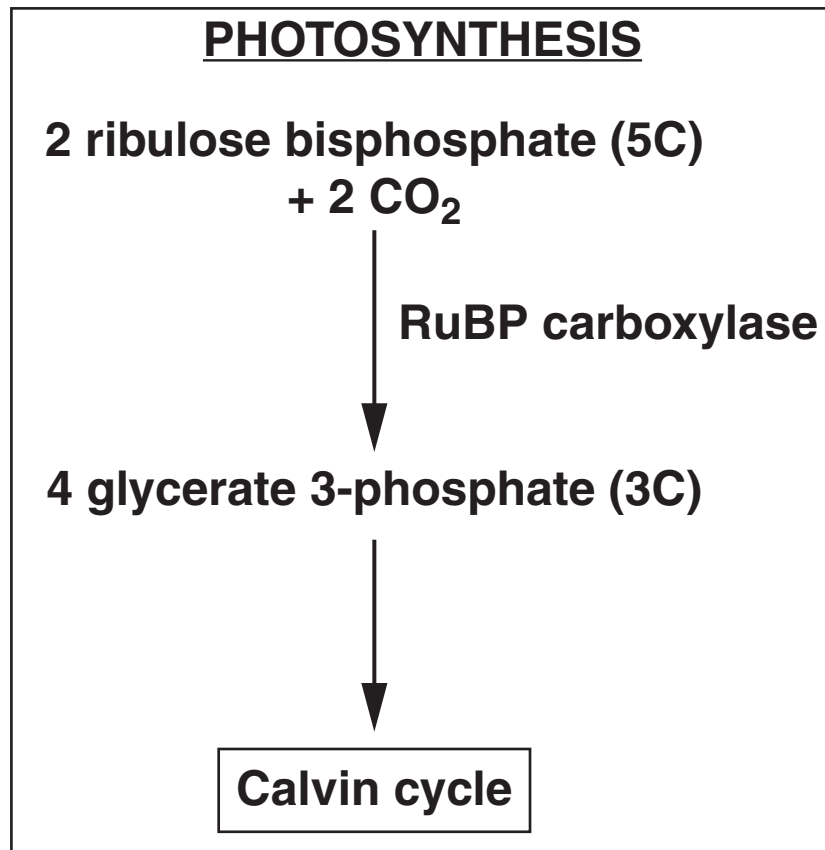 PHOTOSYNTHESIS
2 ribulose bisphosphate (5C)
+ 2 CO₂
RuBP carboxylase
4 glycerate 3-phosphate (3C)
Calvin cycle